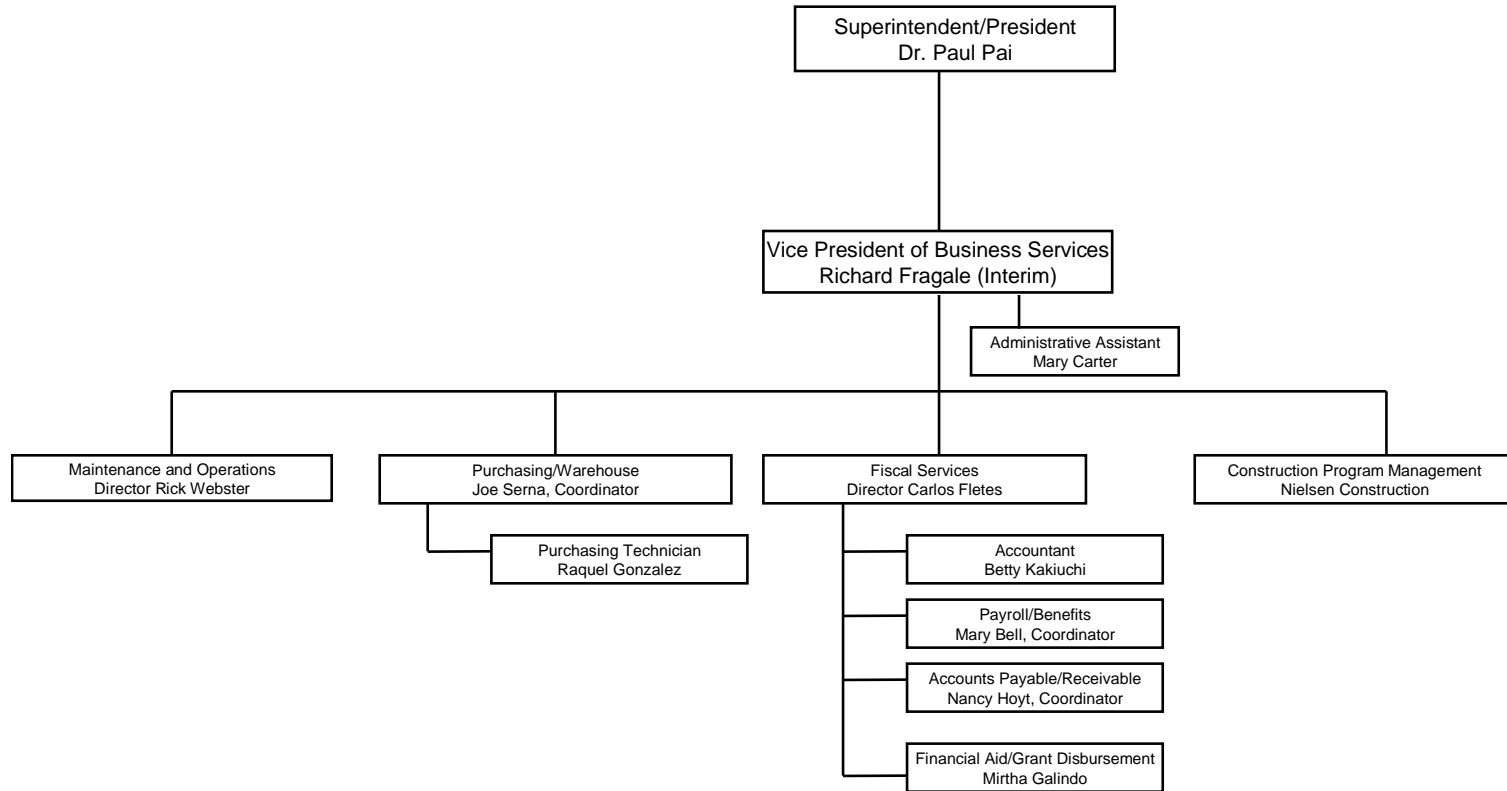 Superintendent/President
Dr. Paul Pai
Vice President of Business Services
Richard Fragale (Interim)
Administrative Assistant
Mary Carter
Maintenance and Operations
Director Rick Webster
Purchasing/Warehouse
Joe Serna, Coordinator
Purchasing Technician
Raquel Gonzalez
Fiscal Services
Director Carlos Fletes
Accountant
Betty Kakiuchi
Payroll/Benefits
Mary Bell, Coordinator
Accounts Payable/Receivable
Nancy Hoyt, Coordinator
Financial Aid/Grant Disbursement
Mirtha Galindo
Construction Program Management
Nielsen Construction